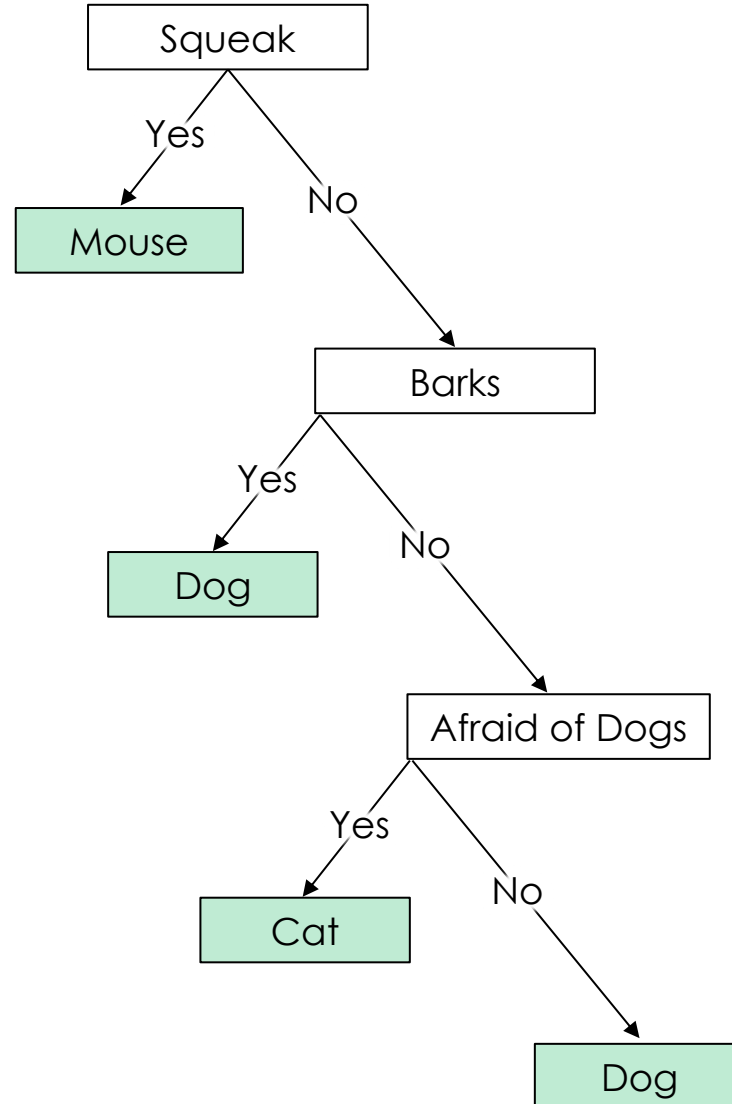 Squeak
Yes
No
Mouse
Barks
Yes
No
Dog
Afraid of Dogs
Yes
No
Cat
Dog